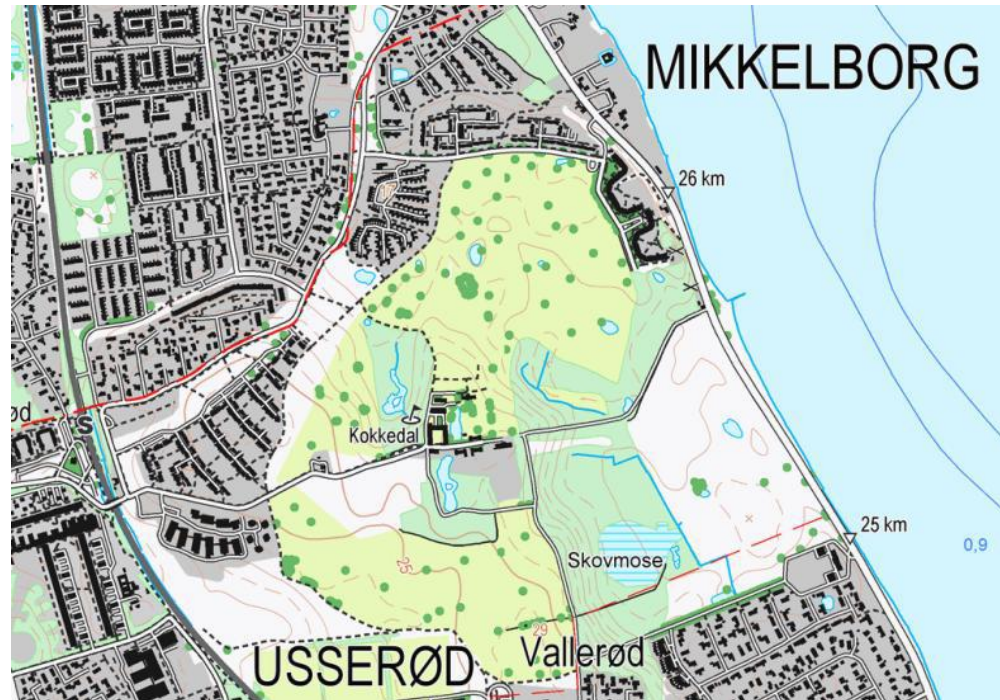 MIKKELBORG
26 km
ød
S
Kokkedal
25 km
0,9
Skovmose
25
29
USSERØD
Vallerød